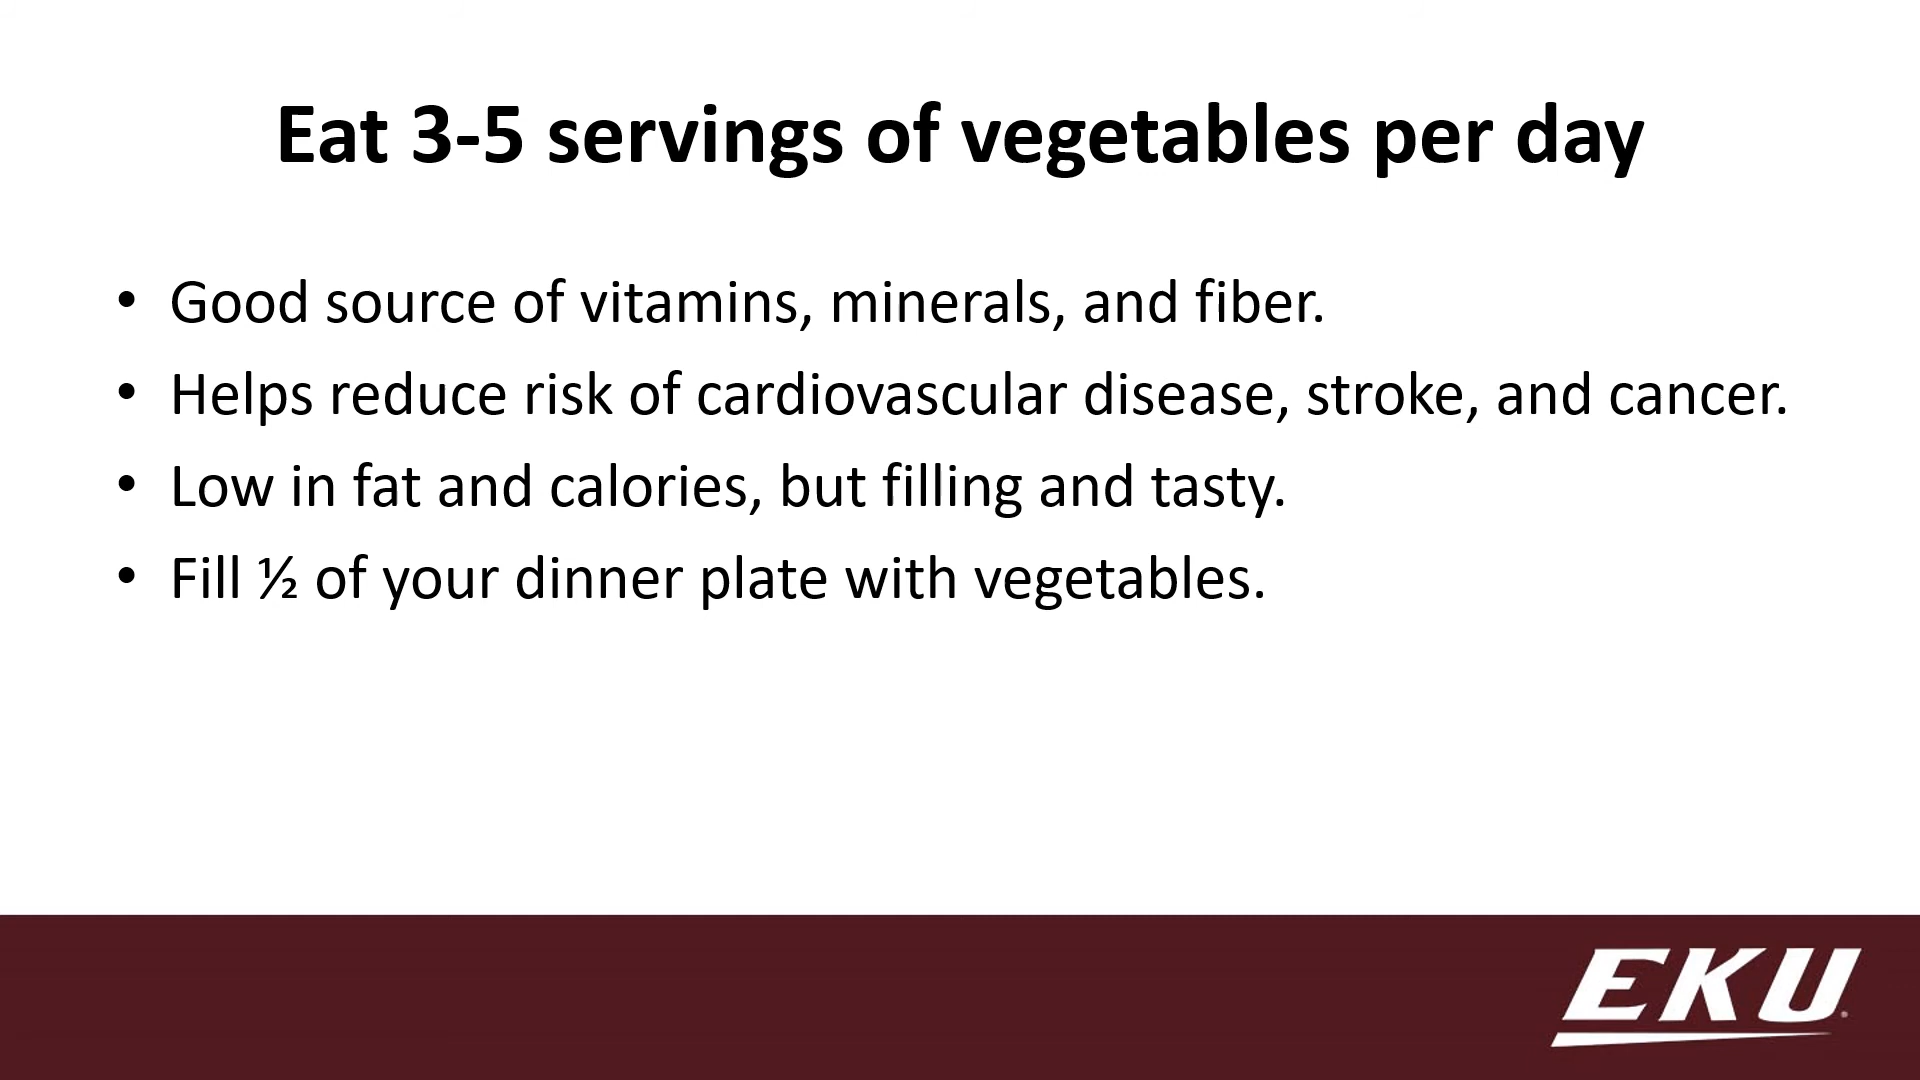 Eat 3-5 servings of vegetables per day
• Good source of vitamins, minerals, and fiber.
• Helps reduce risk of cardiovascular disease, stroke, and cancer.
• Low in fat and calories, but filling and tasty.
• Fill ½ of your dinner plate with vegetables.
EKU